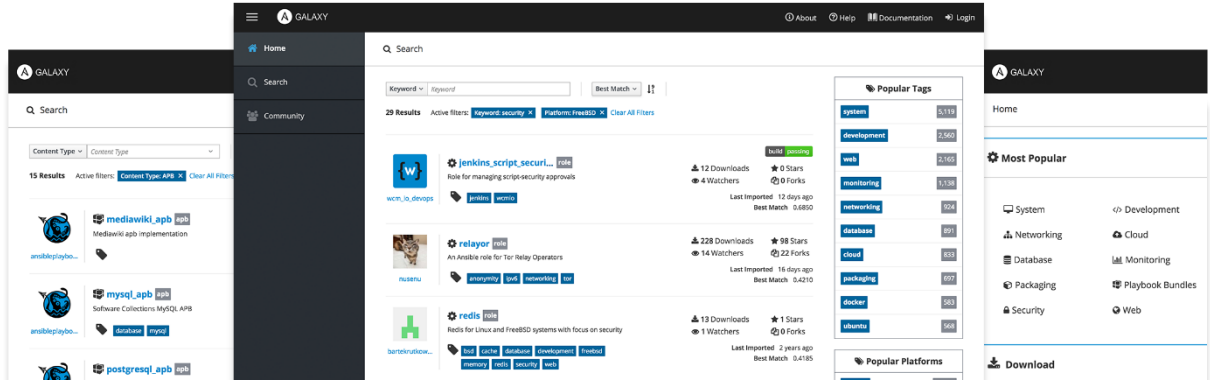 GALAXY
Search
Content Type
Content Type
15 Results Active filters: Content Type: APB X Clear All Filters
mediawiki_apb apb
Mediawiki apb implementation
ansibleplaybo...
mysql_apb apb
Software Collections MySQL APB
ansibleplaybo...
database mysql
postgresql_apb apb
GALAXY
About Help Documentation Login
Home
Search
Community
Search
Keyword Keyword Best Match
29 Results Active filters: Keyword: security X Platform: FreeBSD X Clear All Filters
build passing
jenkins_script_securi... role
Role for managing script-security approvals
wcm_io_devops
jenkins wcmio
12 Downloads 0 Stars
4 Watchers 0 Forks
Last Imported 12 days ago
Best Match 0.6850
relayor role
An Ansible role for Tor Relay Operators
nusenu
anonymity ipv6 networking tor
228 Downloads 98 Stars
14 Watchers 22 Forks
Last Imported 16 days ago
Best Match 0.4210
redis role
Redis for Linux and FreeBSD systems with focus on security
bartekrutkow...
bsd cache database development freebsd
memory redis security web
13 Downloads 1 Stars
1 Watchers 0 Forks
Last Imported 2 years ago
Best Match 0.4185
Popular Tags
system 5,119
development 2,560
web 2,165
monitoring 1,138
networking 924
database 891
cloud 833
packaging 697
docker 583
ubuntu 568
Popular Platforms
GALAXY
Home
Most Popular
System Development
Networking Cloud
Database Monitoring
Packaging Playbook Bundles
Security Web
Download